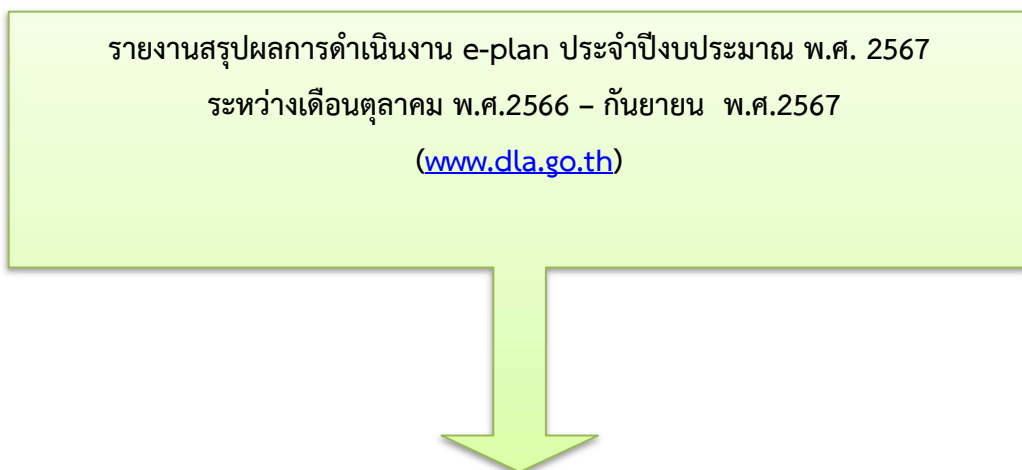 รายงานสรุปผลการดำเนินงาน e-plan ประจำปีงบประมาณ พ.ศ. 2567
ระหว่างเดือนตุลาคม พ.ศ.2566 – กันยายน พ.ศ.2567
(www.dla.go.th)